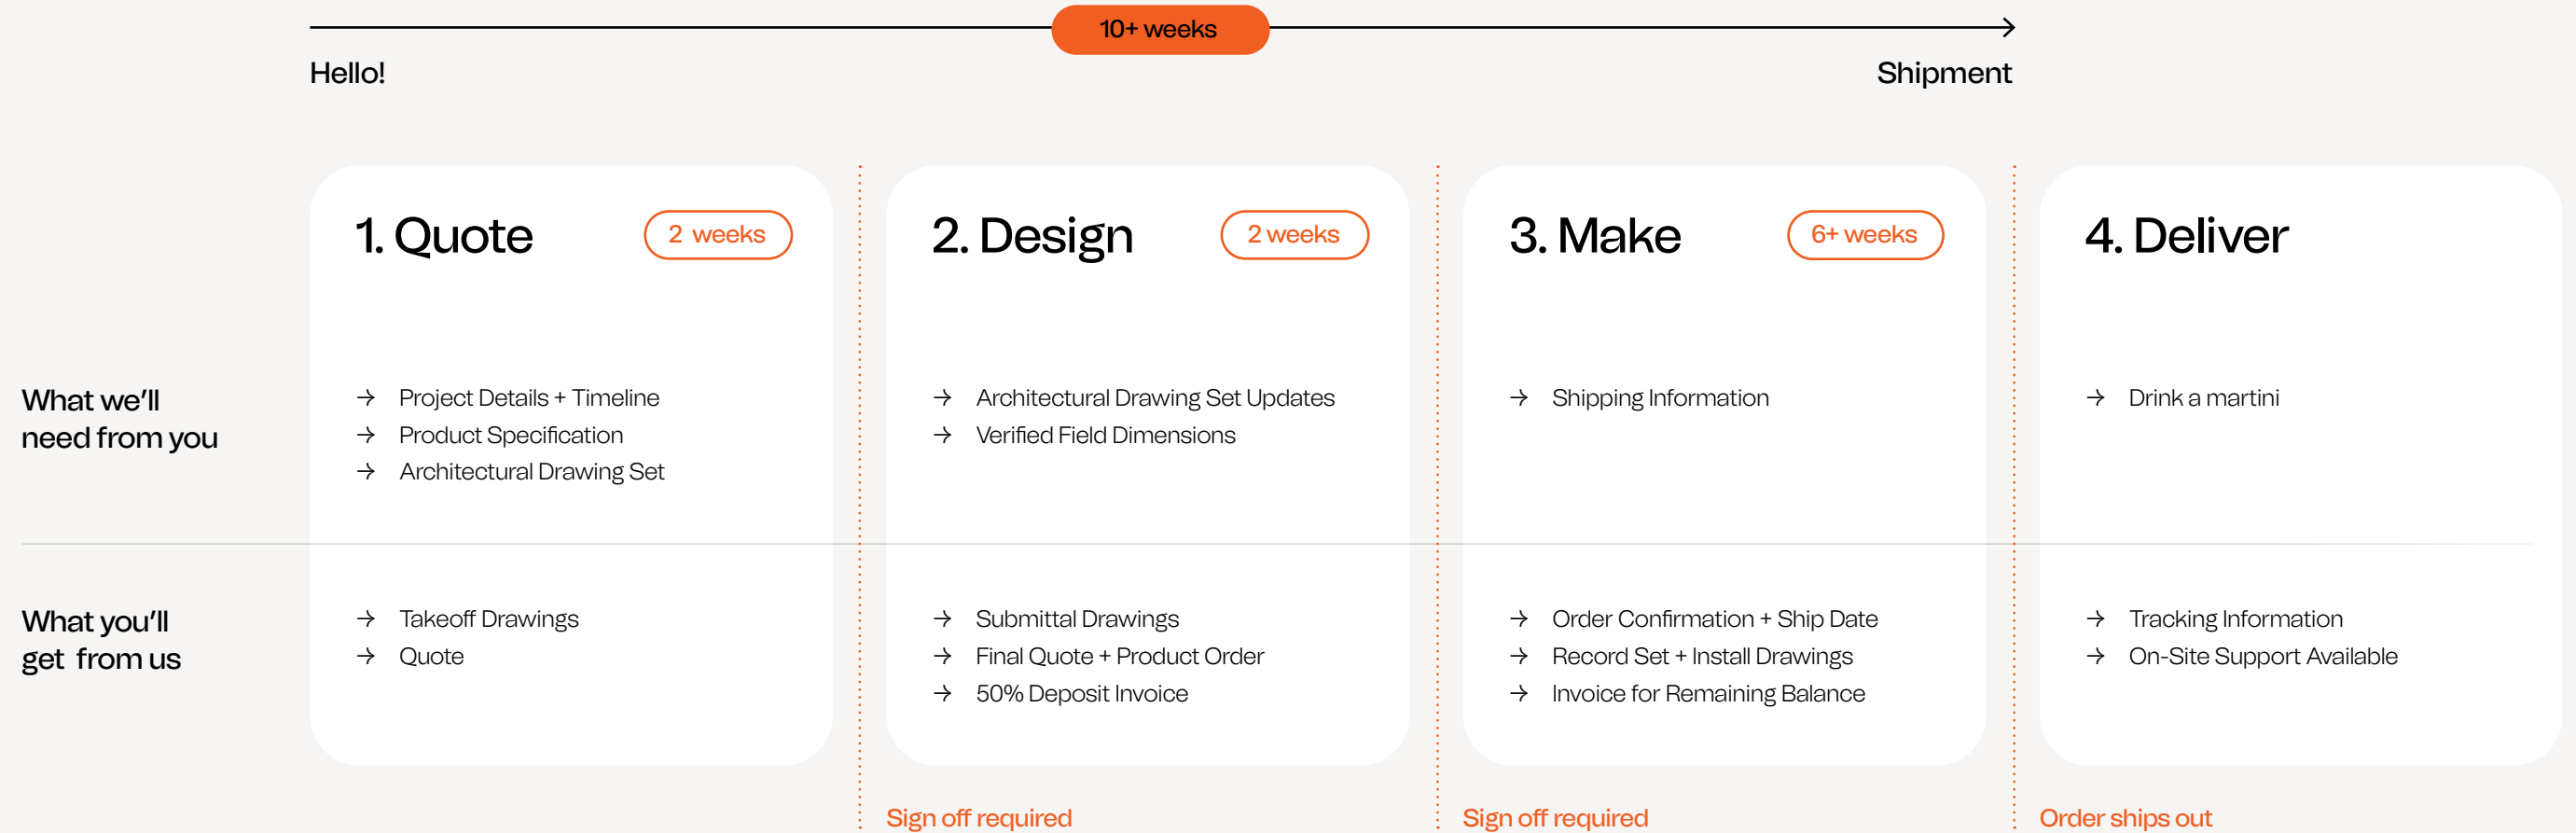 10+ weeks
Hello!
Shipment
1. Quote
2 weeks
2. Design
2 weeks
3. Make
6+ weeks
4. Deliver
What we'll
need from you
→ Project Details + Timeline
→ Product Specification
→ Architectural Drawing Set
→ Architectural Drawing Set Updates
→ Verified Field Dimensions
→ Shipping Information
→ Drink a martini
What you'll
get from us
→ Takeoff Drawings
→ Quote
→ Submittal Drawings
→ Final Quote + Product Order
→ 50% Deposit Invoice
→ Order Confirmation + Ship Date
→ Record Set + Install Drawings
→ Invoice for Remaining Balance
→ Tracking Information
→ On-Site Support Available
Sign off required
Sign off required
Order ships out